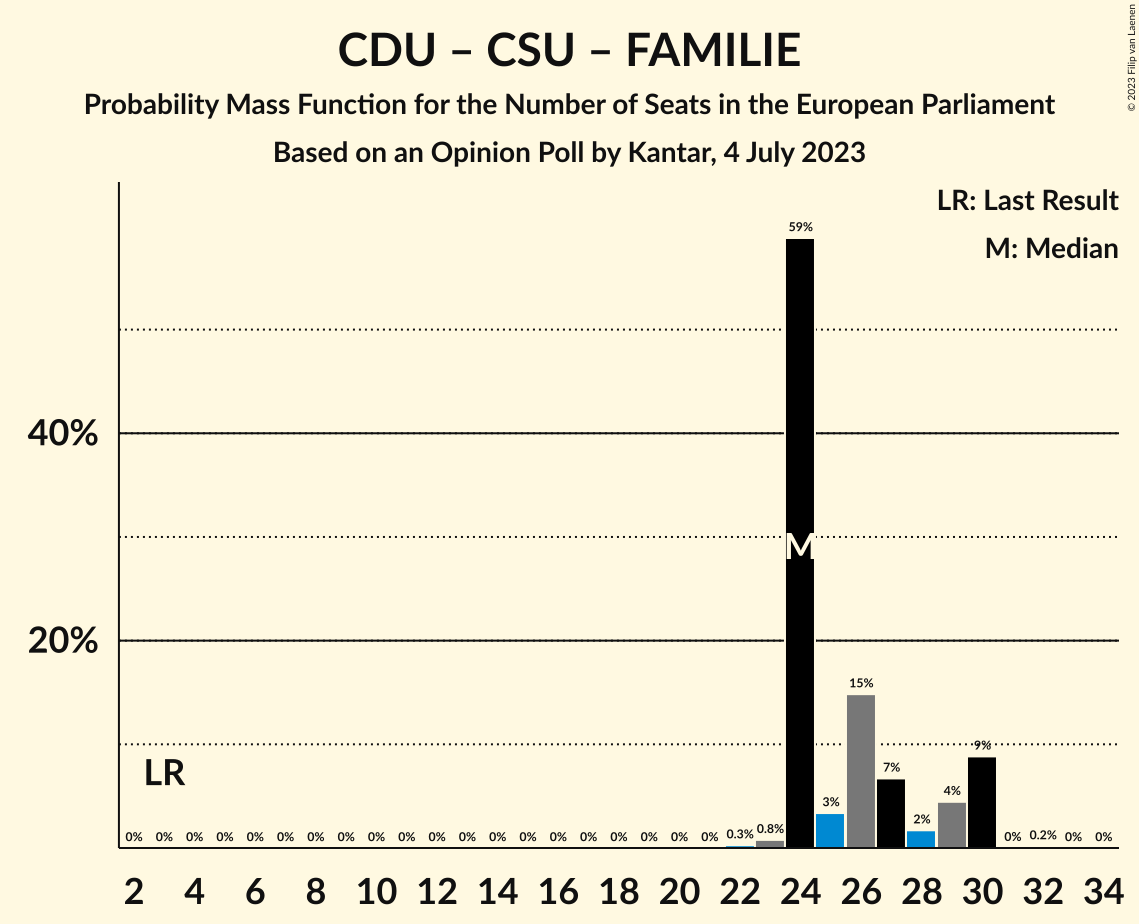 CDU – CSU – FAMILIE
Probability Mass Function for the Number of Seats in the European Parliament
Based on an Opinion Poll by Kantar, 4 July 2023
© 2023 Filip van Laenen
LR: Last Result
M: Median
59%
40%
M
20%
15%
9%
LR
7%
4%
3%
2%
0% 0% 0% 0% 0% 0% 0% 0% 0% 0% 0% 0% 0% 0% 0% 0% 0% 0% 0% 0% 0.3% 0.8% 0% 0.2% 0% 0%
2 4 6 8 10 12 14 16 18 20 22 24 26 28 30 32 34